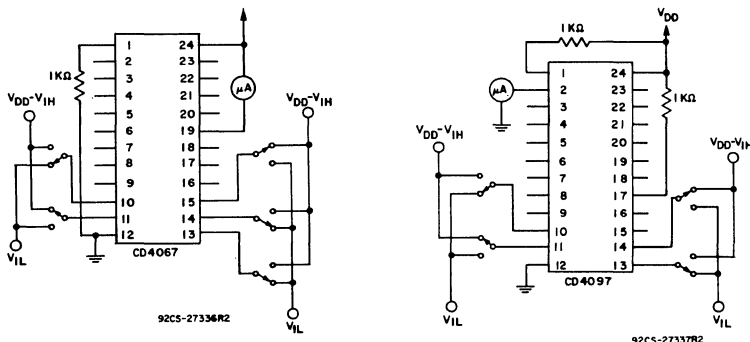 1 24
2 23
3 22
4 21
5 20
6 19
7 18
8 17
9 16
10 15
11 14
12 13
CD4067
1KΩ
μA
VDD-VIH
VDD-VIH
VIL
VIL
92CS-27336R2
VDD
1KΩ
1KΩ
μA
1 24
2 23
3 22
4 21
5 20
6 19
7 18
8 17
9 16
10 15
11 14
12 13
CD4097
VDD-VIH
VDD-VIH
VIL
VIL
92CS-27337R2